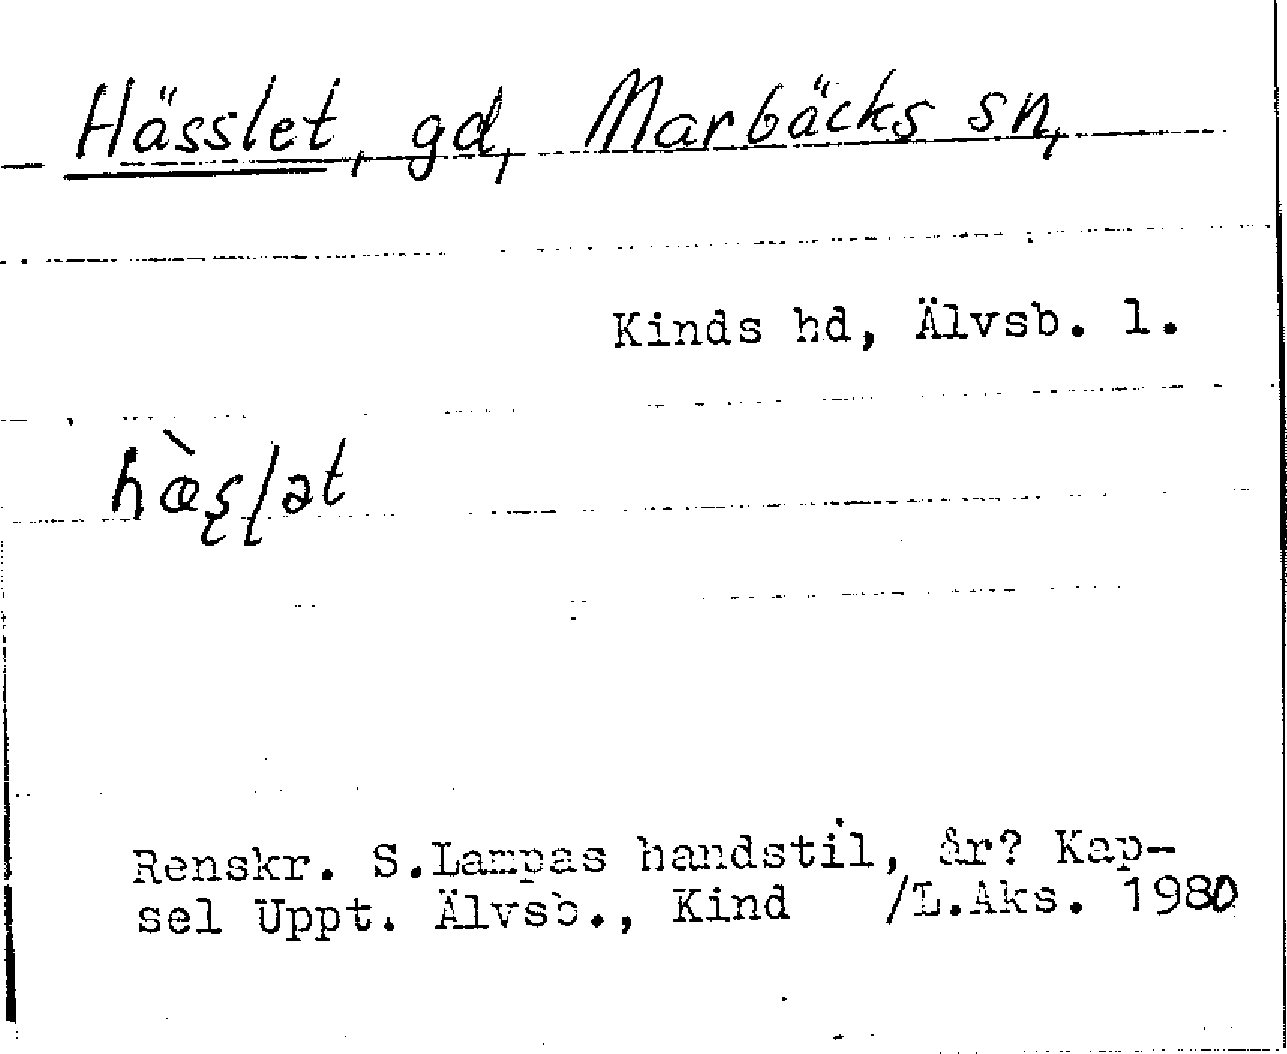 Hässlet, gd, Marbäcks sn,
Kinds hd, Älvsb. l.
hæ̀ʂɭət
Renskr. S.Lampas handstil, år? Kap-
sel Uppt. Älvsb., Kind /L.Aks. 1980